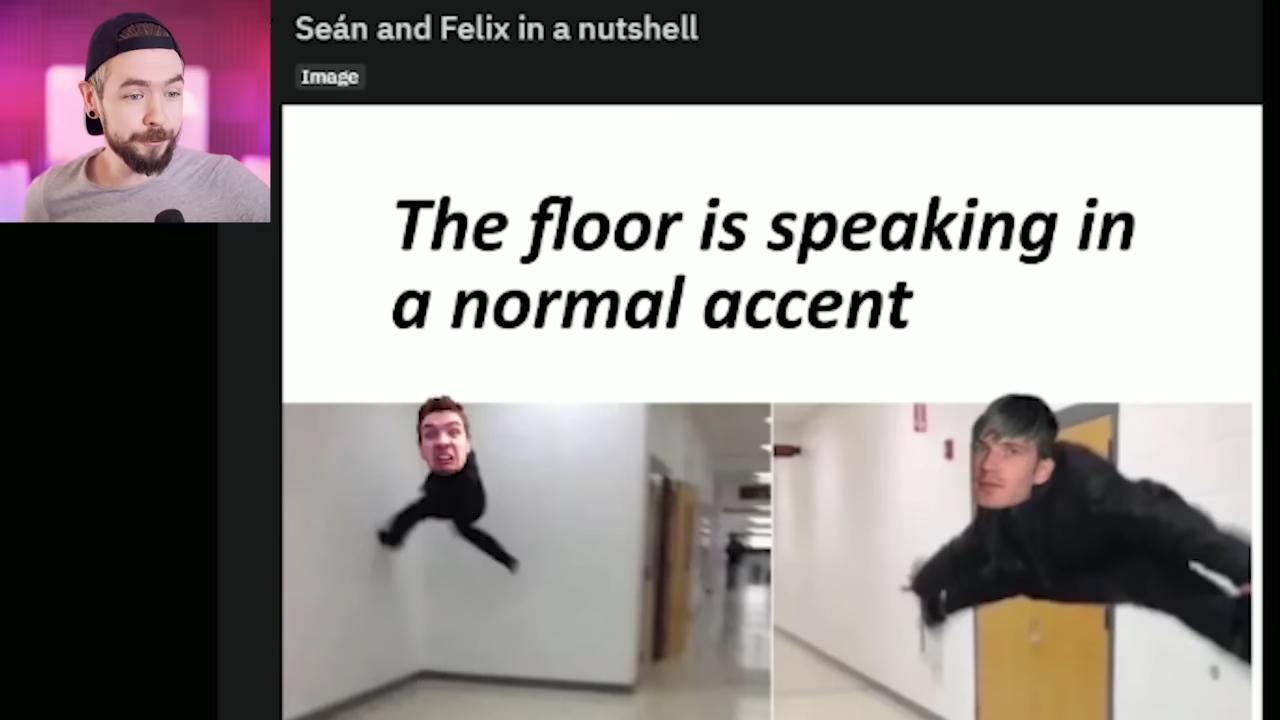 Seán and Felix in a nutshell
Image
The floor is speaking in
a normal accent